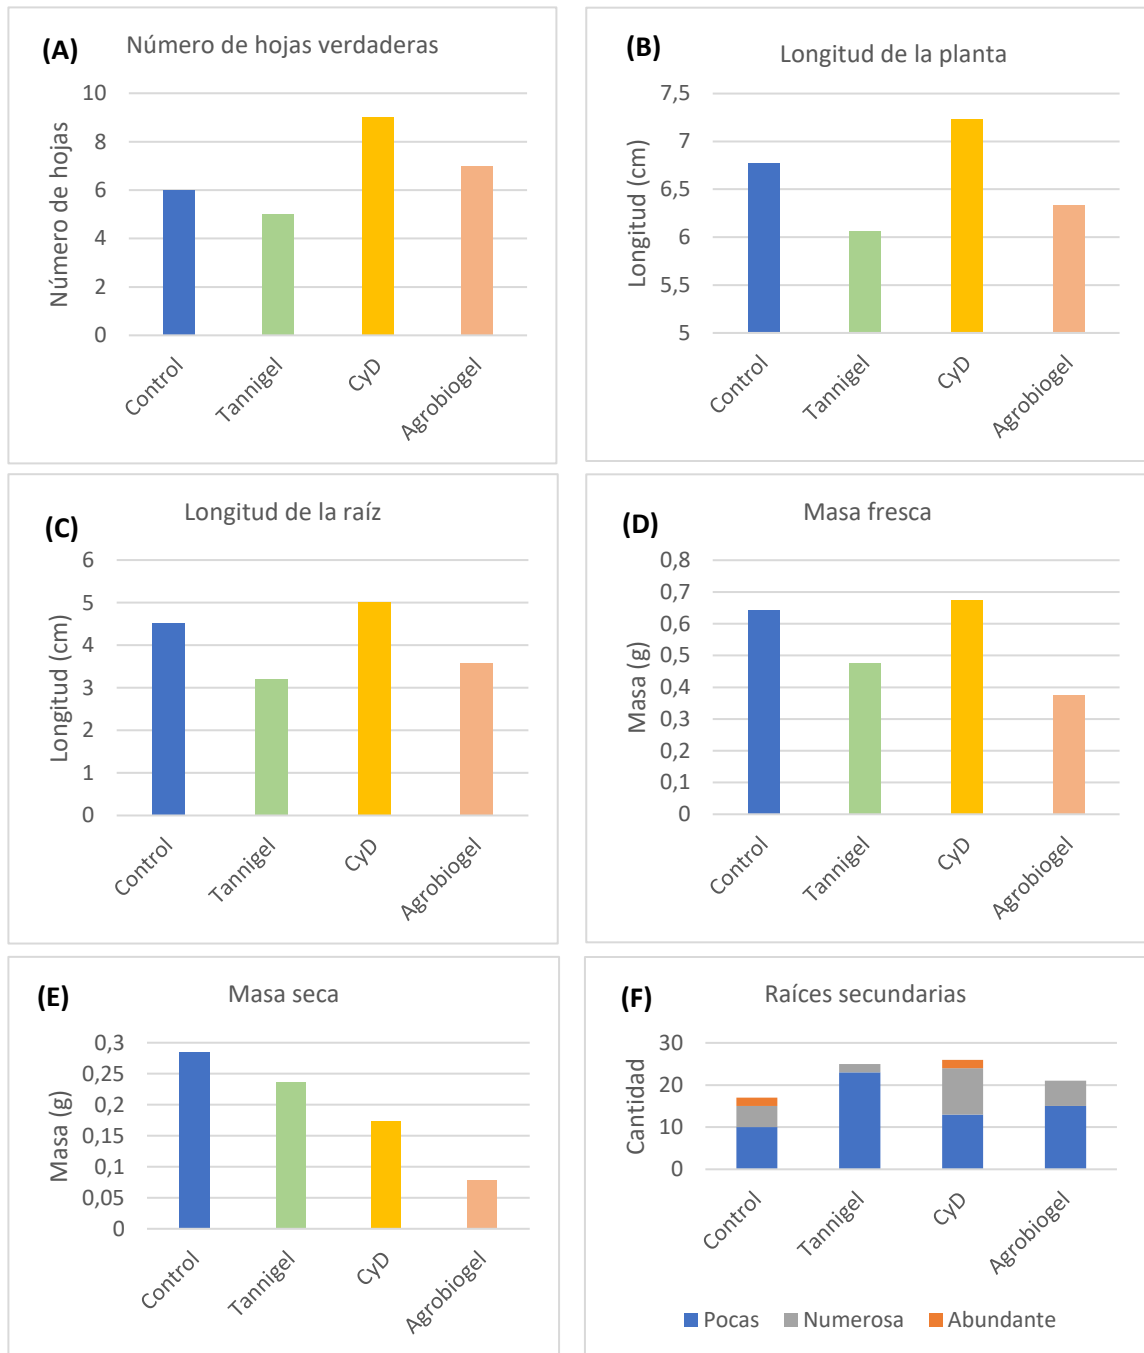 (A)
Número de hojas verdaderas
Número de hojas
10
8
6
4
2
0
Control
Tannigel
CyD
Agrobiogel
(B)
Longitud de la planta
Longitud (cm)
7,5
7
6,5
6
5,5
5
Control
Tannigel
CyD
Agrobiogel
(C)
Longitud de la raíz
Longitud (cm)
6
5
4
3
2
1
0
Control
Tannigel
CyD
Agrobiogel
(D)
Masa fresca
Masa (g)
0,8
0,7
0,6
0,5
0,4
0,3
0,2
0,1
0
Control
Tannigel
CyD
Agrobiogel
(E)
Masa seca
Masa (g)
0,3
0,25
0,2
0,15
0,1
0,05
0
Control
Tannigel
CyD
Agrobiogel
(F)
Raíces secundarias
Cantidad
30
20
10
0
Control
Tannigel
CyD
Agrobiogel
Pocas Numerosa Abundante